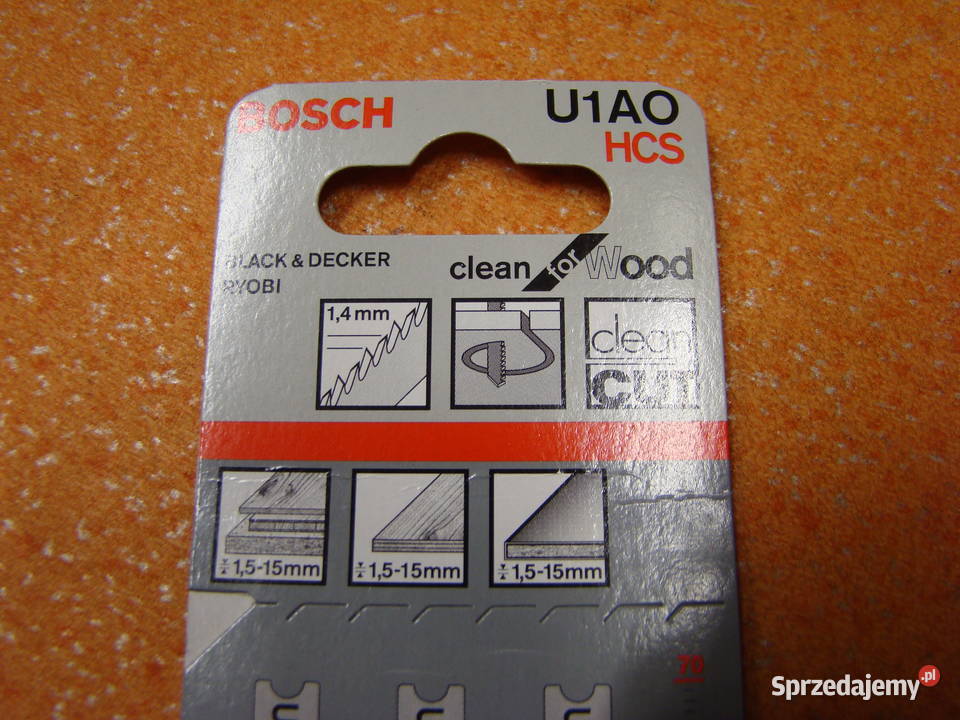 BOSCH
U1AO
HCS
BLACK & DECKER
RYOBI
clean for Wood
1,4 mm
clean
CUT
1,5-15mm
1,5-15mm
1,5-15mm
70
Sprzedajemy.pl